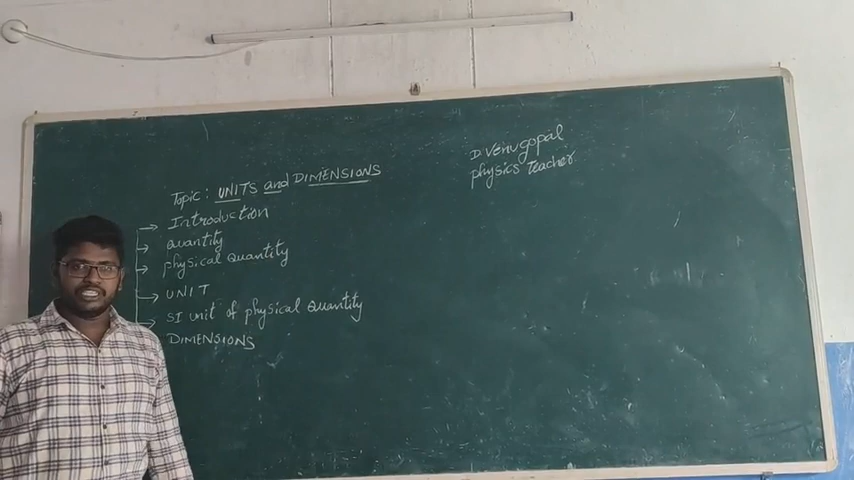 D Venugopal
physics Teacher
Topic: UNITS and DIMENSIONS
Introduction
quantity
physical Quantity
UNIT
SI unit of physical Quantity
DIMENSIONS